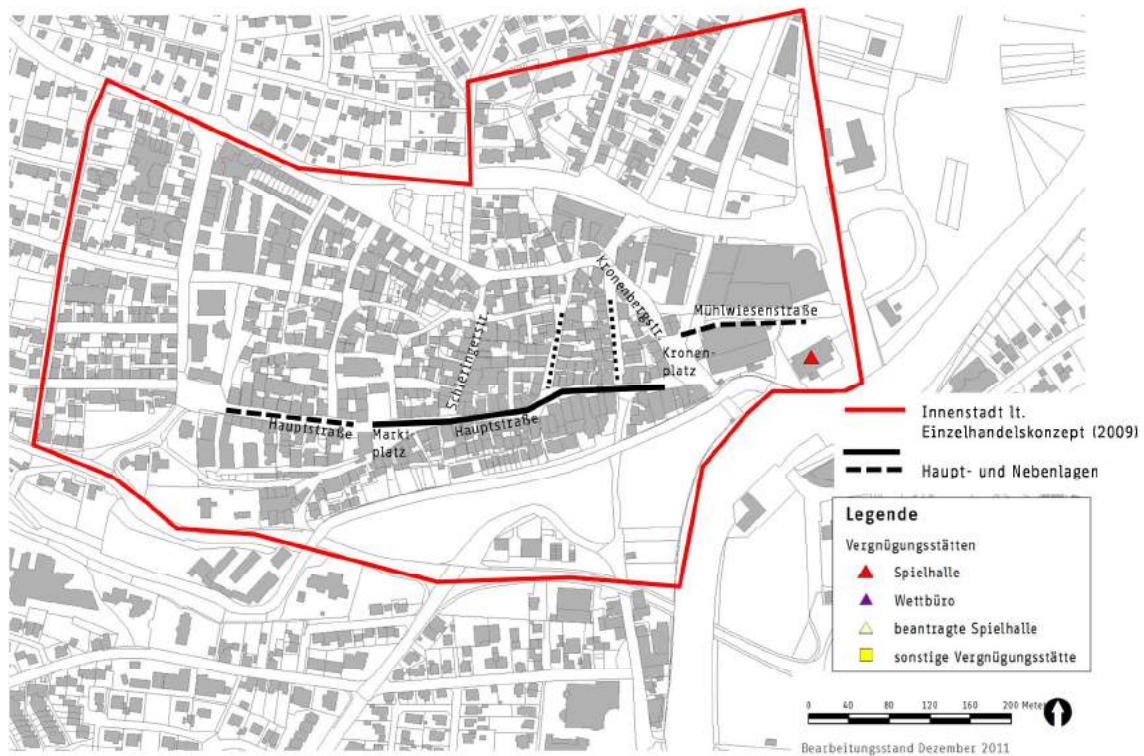 Kronenbergstr.
Mühlwiesenstraße
Kronen-
platz
Schieringerstr.
Hauptstraße
Hauptstraße
Markt-
platz
Innenstadt lt.
Einzelhandelskonzept (2009)
Haupt- und Nebenlagen
Legende
Vergnügungsstätten
Spielhalle
Wettbüro
beantragte Spielhalle
sonstige Vergnügungsstätte
0 40 80 120 160 200 Meter
Bearbeitungsstand Dezember 2011